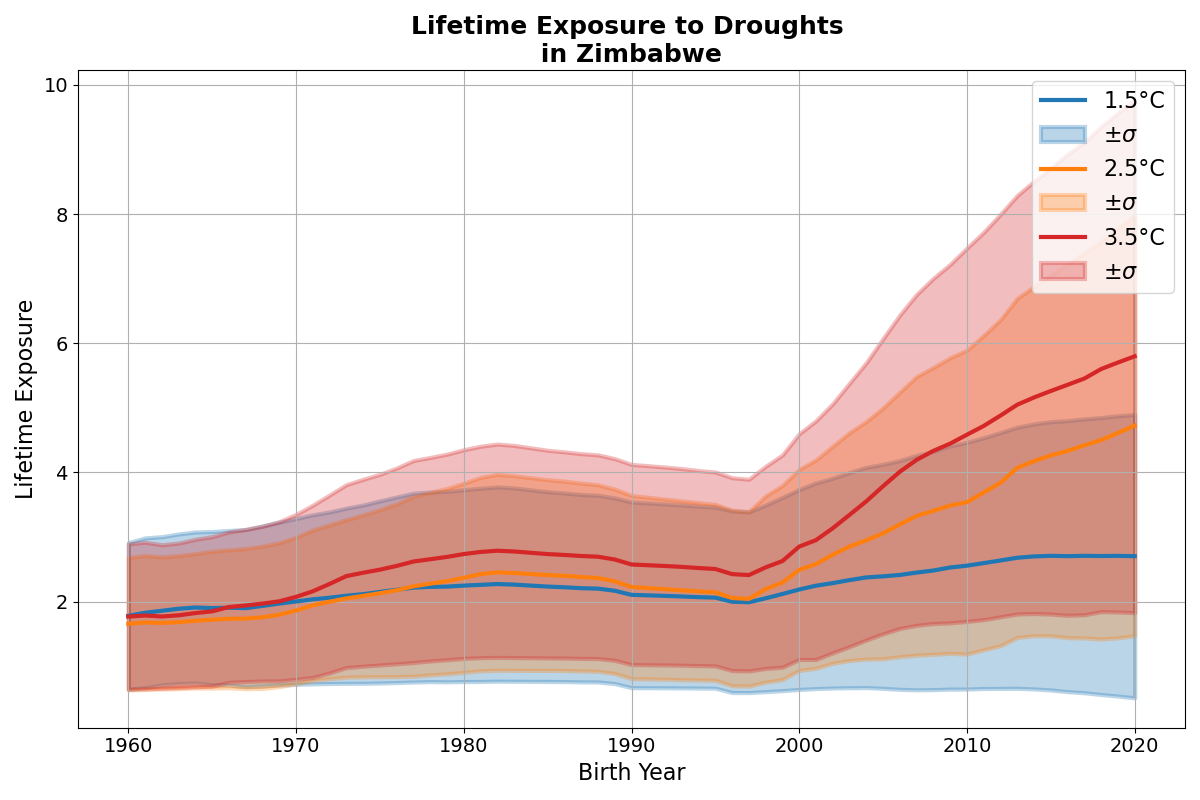 Lifetime Exposure to Droughts
in Zimbabwe
10
8
6
4
2
Lifetime Exposure
1.5°C
±σ
2.5°C
±σ
3.5°C
±σ
1960
1970
1980
1990
2000
2010
2020
Birth Year